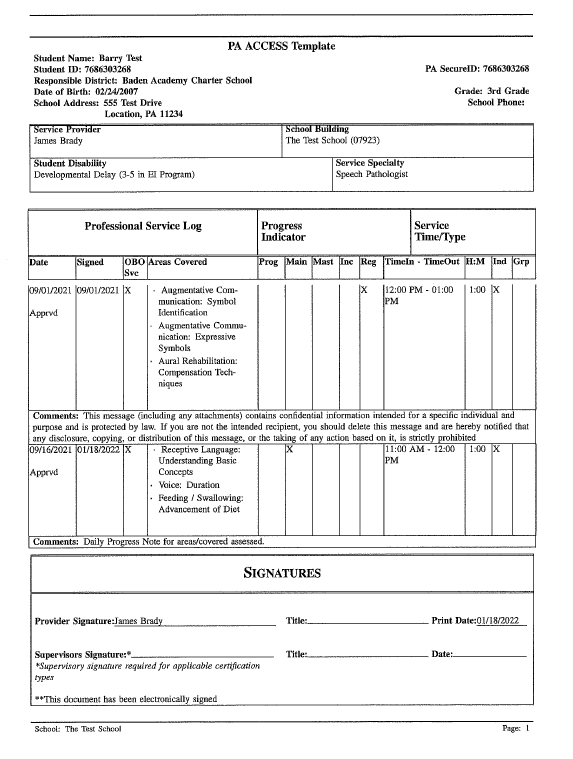 PA ACCESS Template
Student Name: Barry Test
Student ID: 7686303268
PA SecureID: 7686303268
Responsible District: Baden Academy Charter School
Date of Birth: 02/24/2007
Grade: 3rd Grade
School Address: 555 Test Drive
School Phone:
Location, PA 11234
Service Provider
James Brady
School Building
The Test School (07923)
Student Disability
Developmental Delay (3-5 in EI Program)
Service Specialty
Speech Pathologist
Professional Service Log
Progress
Indicator
Service
Time/Type
Date Signed OBO Areas Covered Prog Main Mast Inc Reg TimeIn - TimeOut H:M Ind Grp
Svc
09/01/2021 09/01/2021 X · Augmentative Com- X 12:00 PM - 01:00 1:00 X
munication: Symbol PM
Apprvd Identification
· Augmentative Commu-
nication: Expressive
Symbols
· Aural Rehabilitation:
Compensation Tech-
niques
Comments: This message (including any attachments) contains confidential information intended for a specific individual and
purpose and is protected by law. If you are not the intended recipient, you should delete this message and are hereby notified that
any disclosure, copying, or distribution of this message, or the taking of any action based on it, is strictly prohibited
09/16/2021 01/18/2022 X · Receptive Language: X 11:00 AM - 12:00 1:00 X
Understanding Basic PM
Apprvd Concepts
· Voice: Duration
· Feeding / Swallowing:
Advancement of Diet
Comments: Daily Progress Note for areas/covered assessed.
SIGNATURES
Provider Signature:James Brady Title: Print Date:01/18/2022
Supervisors Signature:* Title: Date:
*Supervisory signature required for applicable certification
types
**This document has been electronically signed
School: The Test School
Page: 1